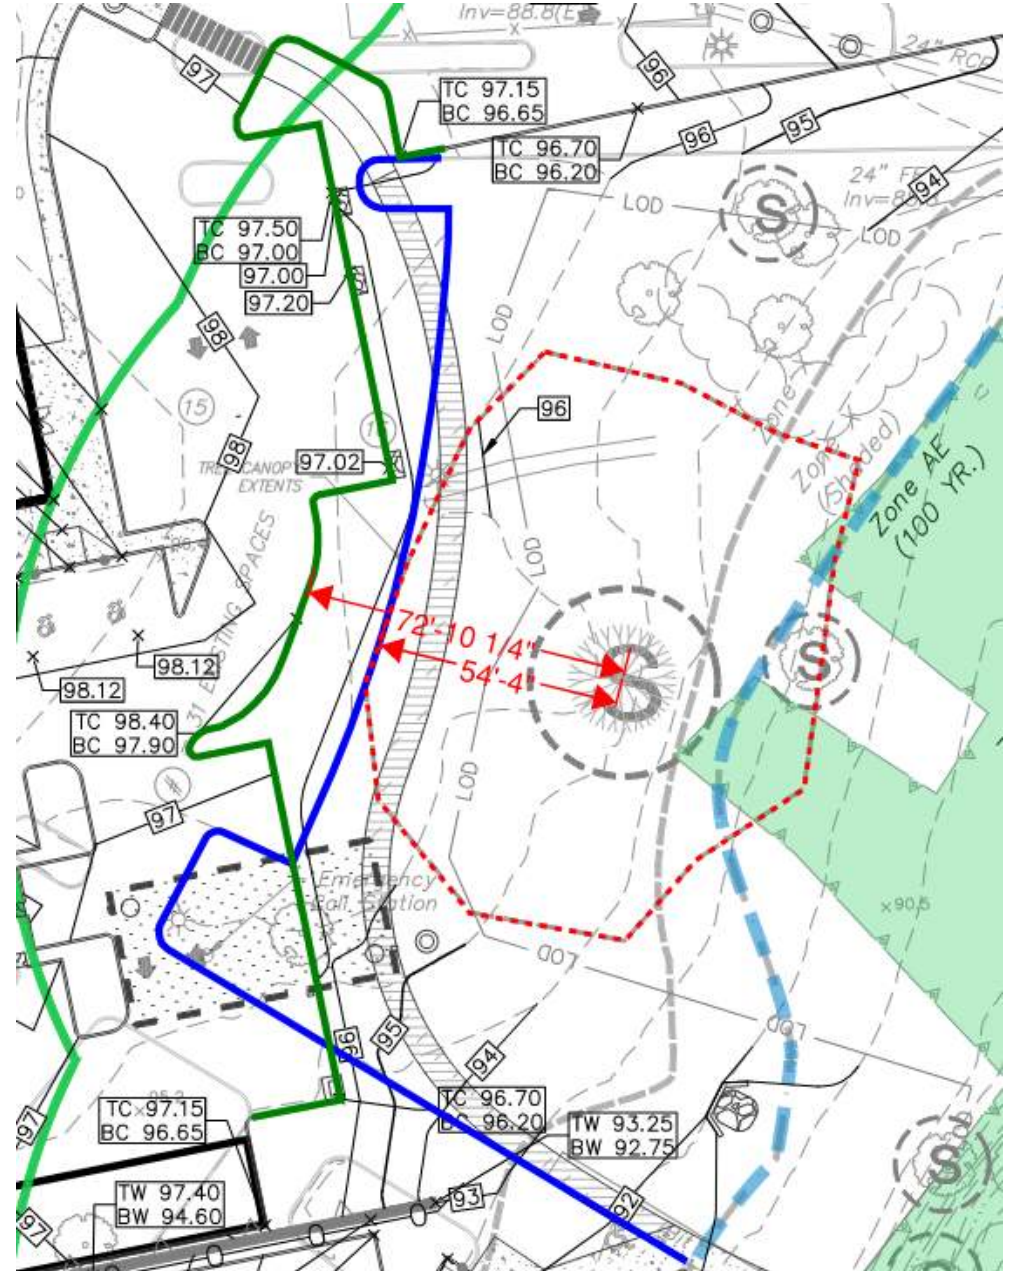 Inv=88.8(E
24" RCP
97
96
TC 97.15
BC 96.65
96
95
TC 96.70
BC 96.20
24" FE
94
LOD
S
LOD
TC 97.50
BC 97.00
97.00
97.20
98
LOD
15
96
98
TREE CANOPY
EXTENTS
97.02
Zone
Zone X
(Shaded)
Zone AE
(100 YR.)
LOD
31 EXISTING SPACES
72'-10 1/4"
54'-4"
S
S
98.12
98.12
TC 98.40
BC 97.90
LOD
97
Emergency
Call Station
×90.5
LOD
LOD
95
96
94
TC 97.15
BC 96.65
TC 96.70
BC 96.20
TW 93.25
BW 92.75
97
S
TW 97.40
BW 94.60
93
92
97